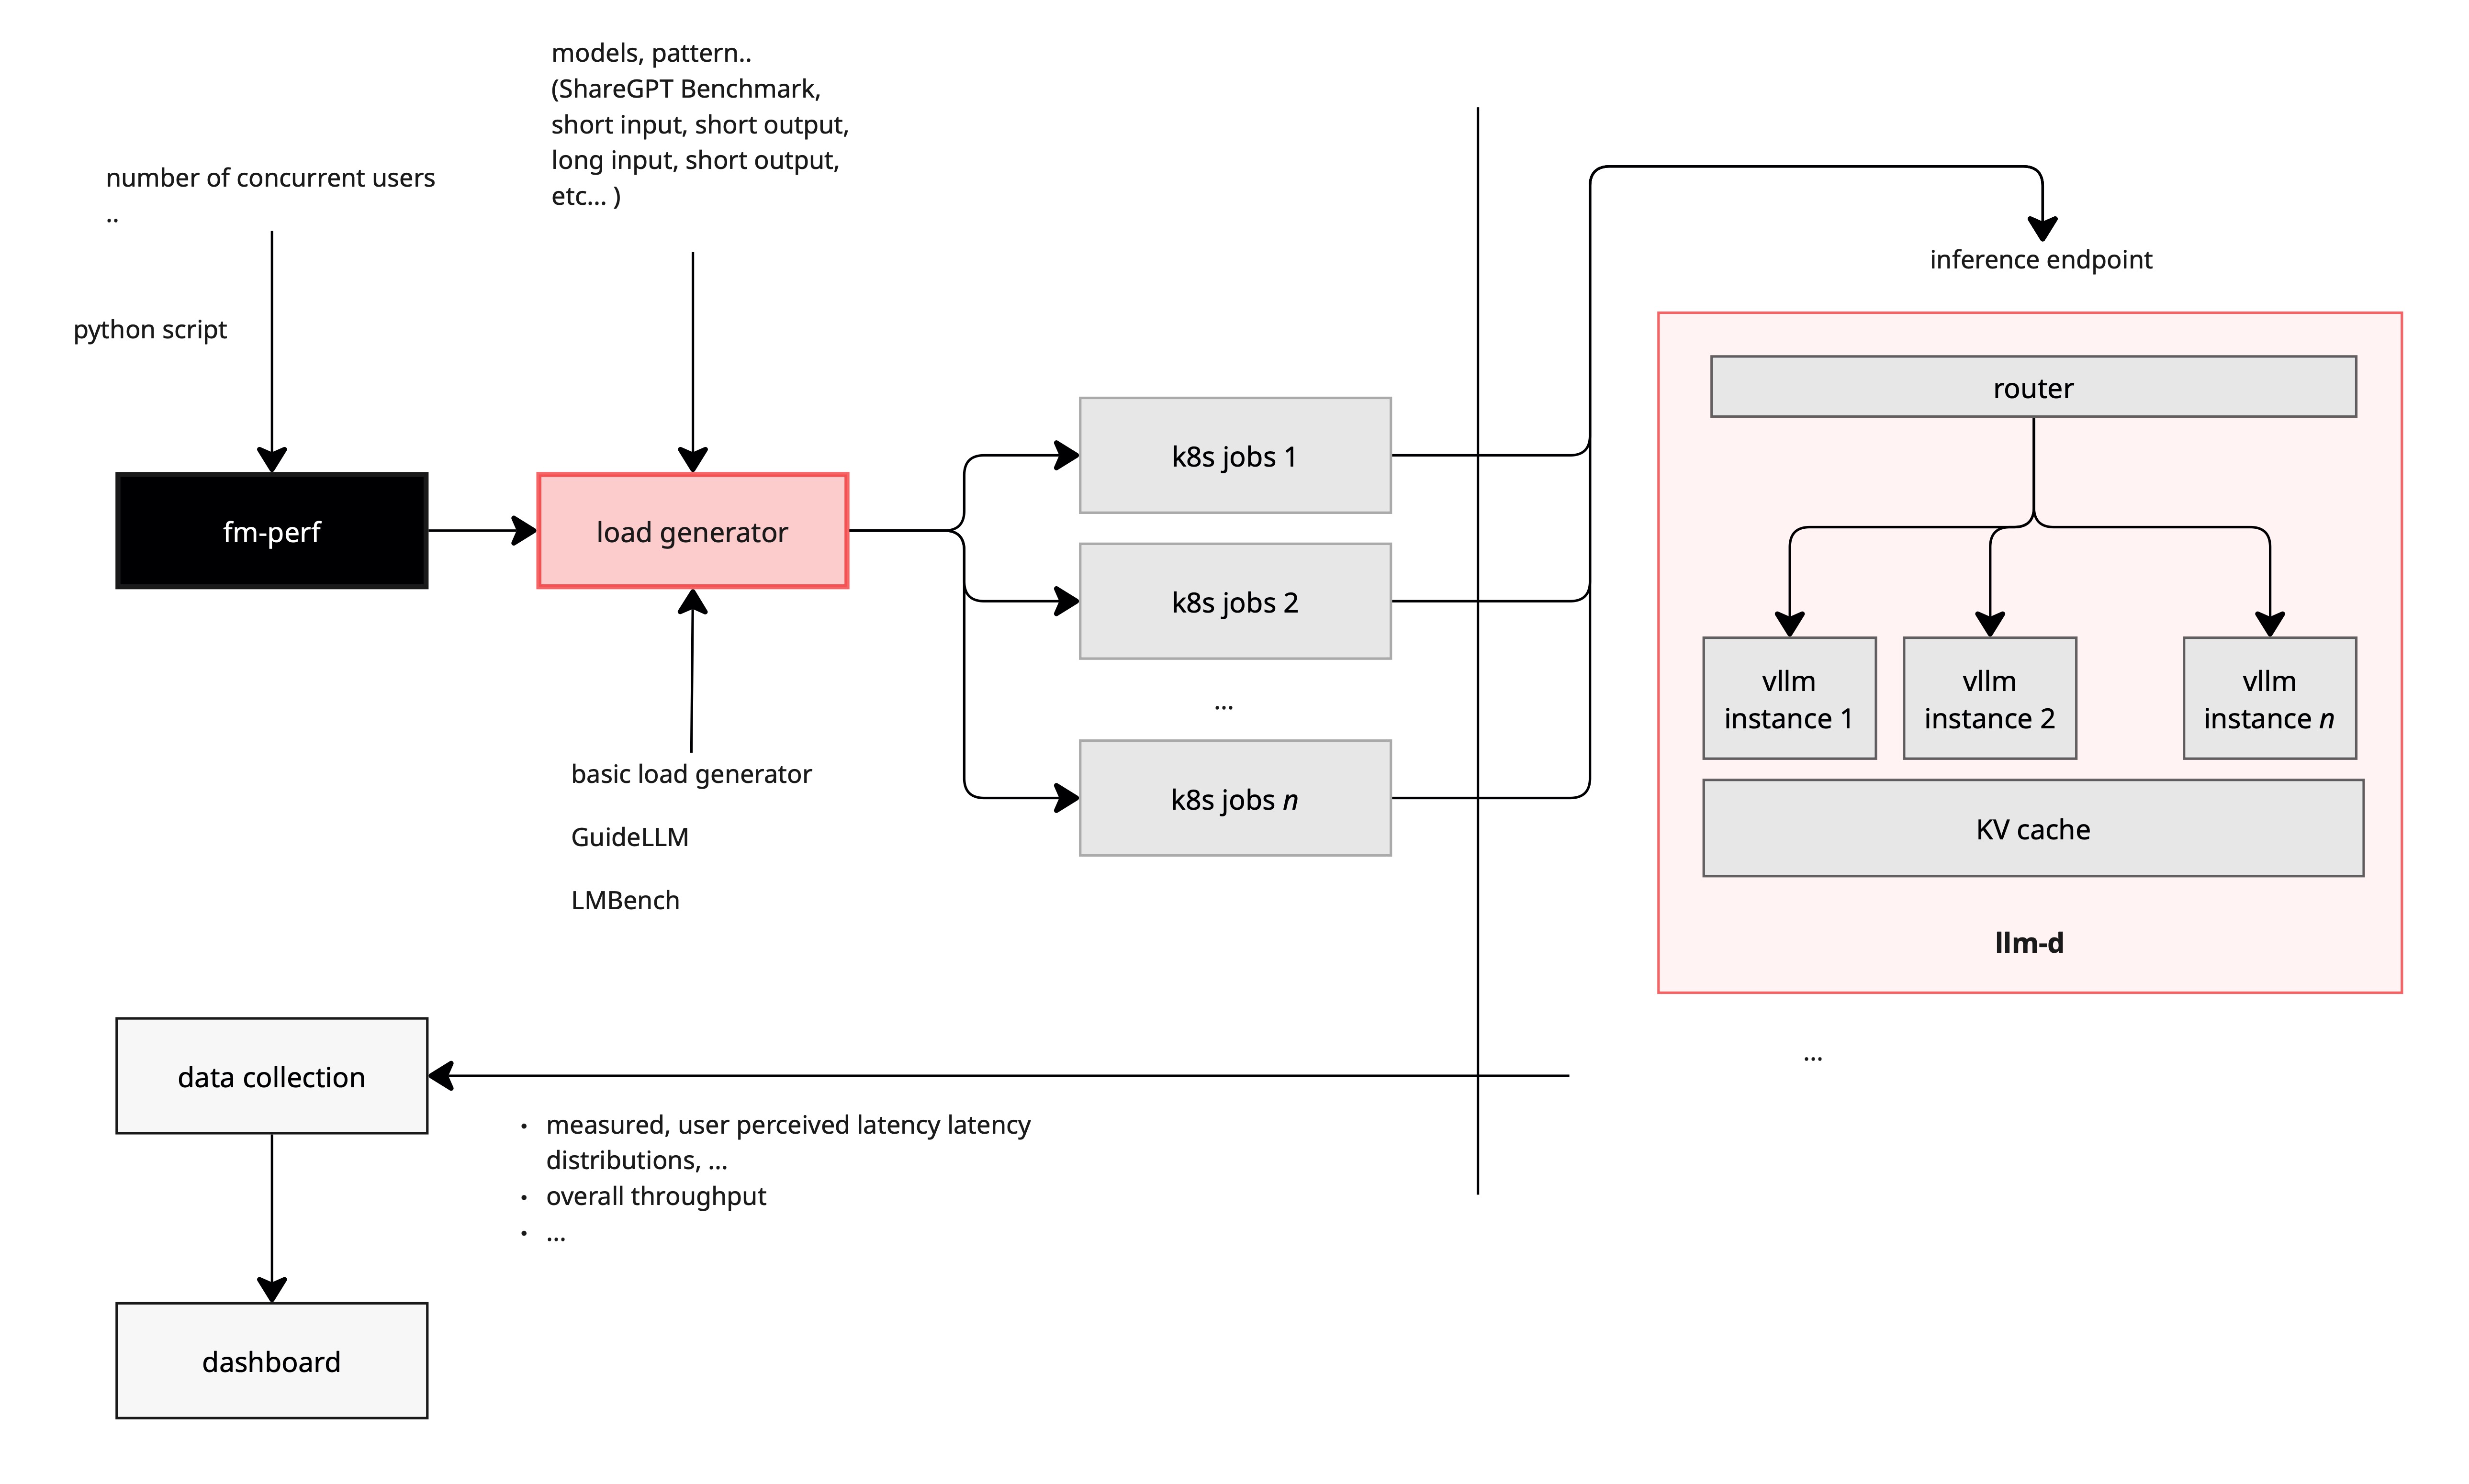 models, pattern..
(ShareGPT Benchmark,
short input, short output,
long input, short output,
etc... )
number of concurrent users
..
python script
fm-perf
load generator
basic load generator
GuideLLM
LMBench
k8s jobs 1
k8s jobs 2
...
k8s jobs n
inference endpoint
router
vllm
instance 1
vllm
instance 2
vllm
instance n
KV cache
llm-d
...
data collection
• measured, user perceived latency latency
distributions, ...
• overall throughput
• ...
dashboard